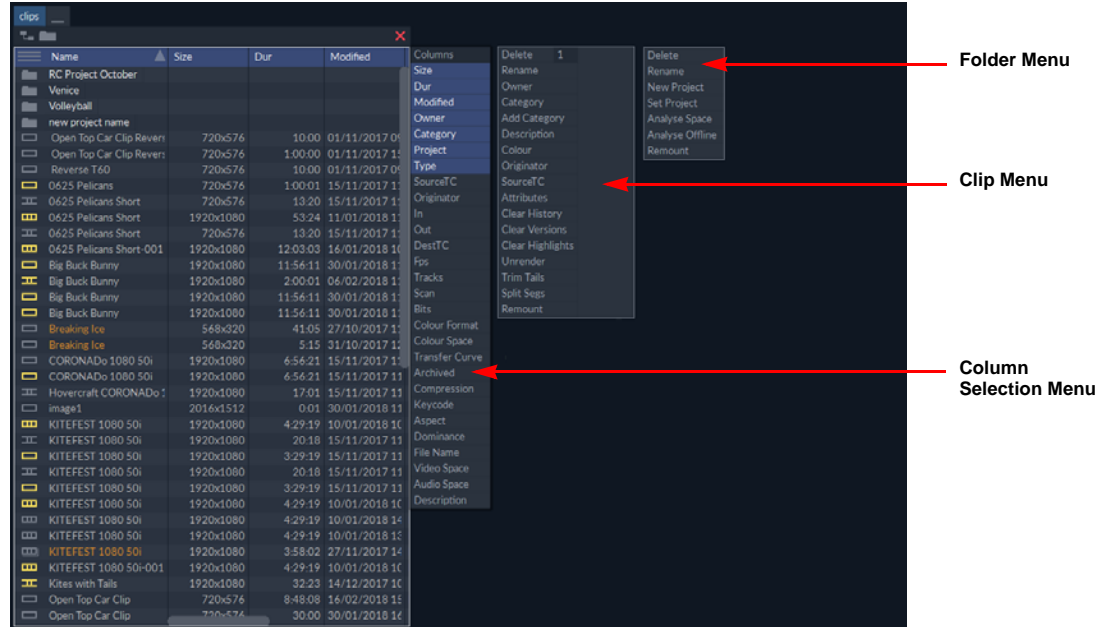 clips
Name Size Dur Modified
RC Project October
Venice
Volleyball
new project name
Open Top Car Clip Revers 720x576 10:00 01/11/2017
Open Top Car Clip Revers 720x576 1:00:00 01/11/2017
Reverse T60 720x576 10:00 01/11/2017
0625 Pelicans 720x576 1:00:01 15/11/2017
0625 Pelicans Short 720x576 13:20 15/11/2017
0625 Pelicans Short 1920x1080 53:24 11/01/2018
0625 Pelicans Short 720x576 13:20 15/11/2017
0625 Pelicans Short-001 1920x1080 12:03:03 16/01/2018
Big Buck Bunny 1920x1080 11:56:11 30/01/2018
Big Buck Bunny 1920x1080 2:00:01 06/02/2018
Big Buck Bunny 1920x1080 11:56:11 30/01/2018
Big Buck Bunny 1920x1080 11:56:11 30/01/2018
Breaking Ice 568x320 41:05 27/10/2017
Breaking Ice 568x320 5:15 31/10/2017
CORONADo 1080 50i 1920x1080 6:56:21 15/11/2017
CORONADo 1080 50i 1920x1080 6:56:21 15/11/2017 11
Hovercraft CORONADo 1920x1080 17:01 15/11/2017 11
image1 2016x1512 0:01 30/01/2018 11
KITEFEST 1080 50i 1920x1080 4:29:19 10/01/2018
KITEFEST 1080 50i 1920x1080 20:18 15/11/2017 11
KITEFEST 1080 50i 1920x1080 3:29:19 15/11/2017 11
KITEFEST 1080 50i 1920x1080 20:18 15/11/2017 11
KITEFEST 1080 50i 1920x1080 3:29:19 15/11/2017 11
KITEFEST 1080 50i 1920x1080 4:29:19 10/01/2018
KITEFEST 1080 50i 1920x1080 4:29:19 10/01/2018 14
KITEFEST 1080 50i 1920x1080 4:29:19 10/01/2018
KITEFEST 1080 50i 1920x1080 3:58:02 27/11/2017 14
KITEFEST 1080 50i-001 1920x1080 4:29:19 10/01/2018
Kites with Tails 1920x1080 32:23 14/12/2017
Open Top Car Clip 720x576 8:48:08 16/02/2018
Open Top Car Clip 720x576 30:00 30/01/2018
Columns
Size
Dur
Modified
Owner
Category
Project
Type
SourceTC
Originator
In
Out
DestTC
Fps
Tracks
Scan
Bits
Colour Format
Colour Space
Transfer Curve
Archived
Compression
Keycode
Aspect
Dominance
File Name
Video Space
Audio Space
Description
Delete 1
Rename
Owner
Category
Add Category
Description
Colour
Originator
SourceTC
Attributes
Clear History
Clear Versions
Clear Highlights
Unrender
Trim Tails
Split Segs
Remount
Delete
Rename
New Project
Set Project
Analyse Space
Analyse Offline
Remount
Folder Menu
Clip Menu
Column
Selection Menu